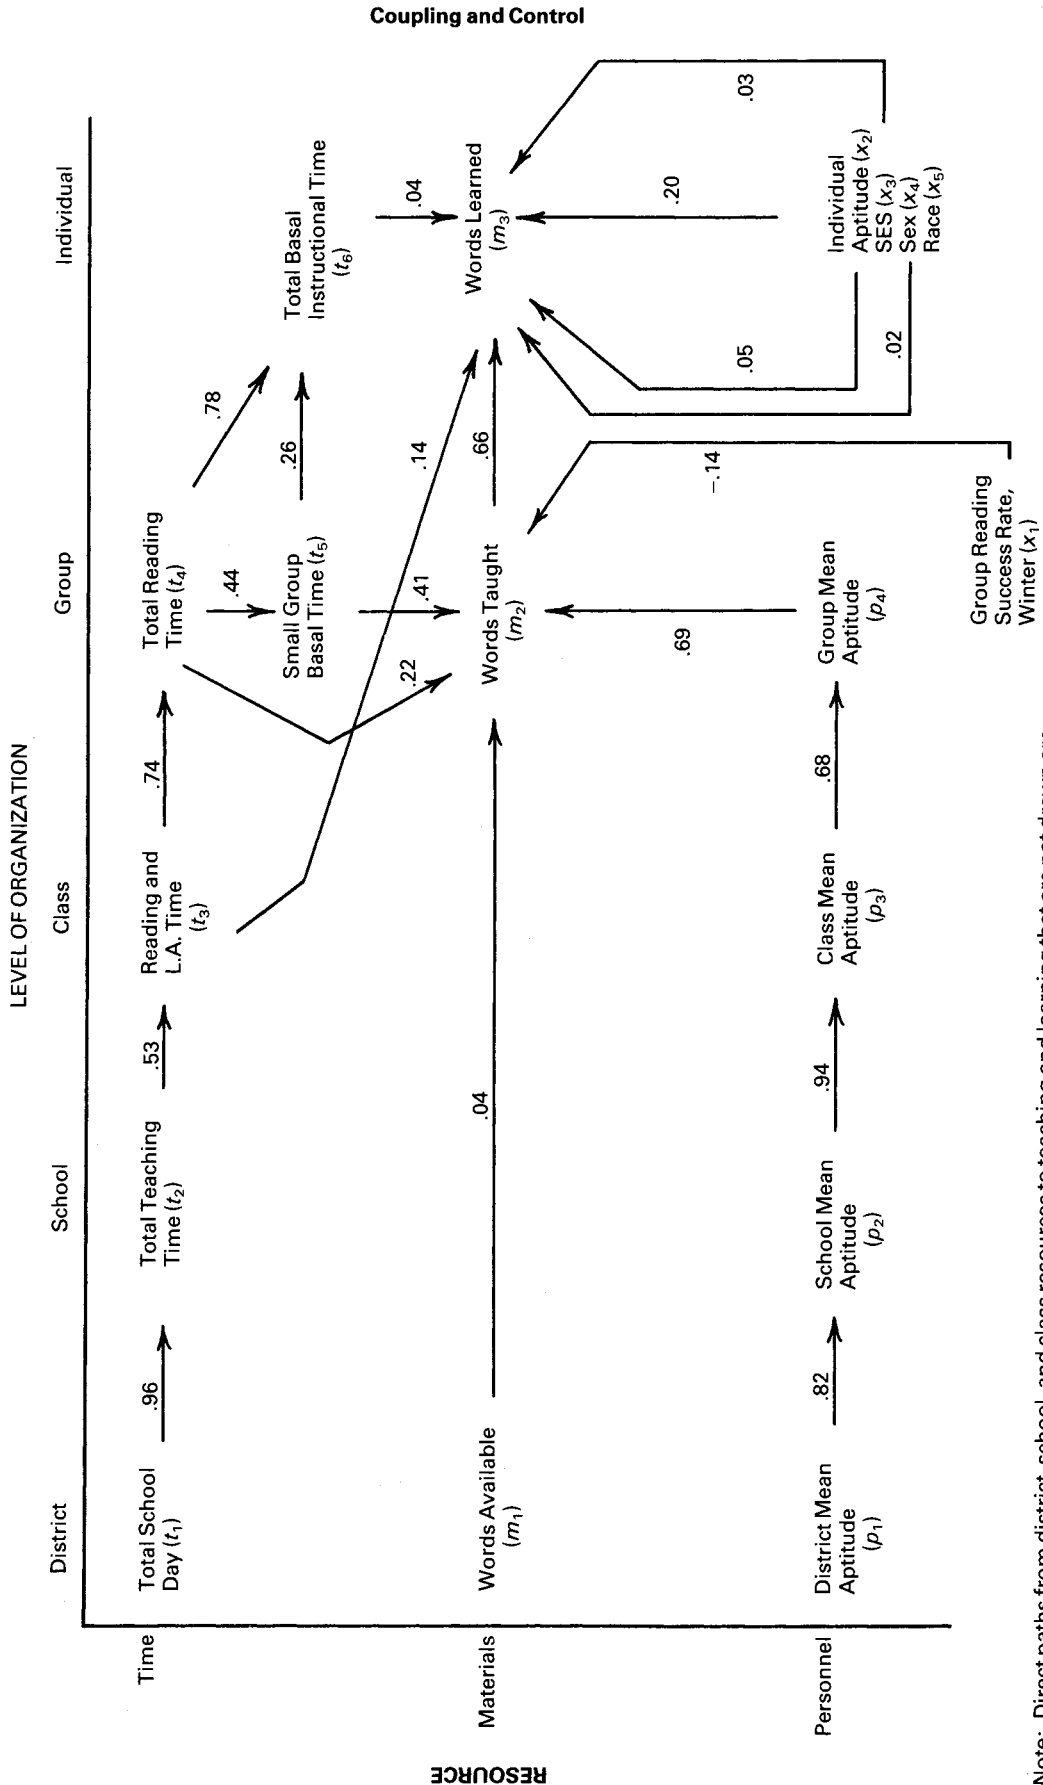 Coupling and Control
LEVEL OF ORGANIZATION
District
School
Class
Group
Individual
RESOURCE
Time
Total School
Day (t1)
.96
Total Teaching
Time (t2)
.53
Reading and
L.A. Time
(t3)
.74
Total Reading
Time (t4)
.78
.44
Small Group
Basal Time (t5)
.26
Total Basal
Instructional Time
(t6)
.22
.41
.14
.04
Materials
Words Available
(m1)
.04
Words Taught
(m2)
.66
Words Learned
(m3)
.69
-.14
.05
.02
.20
.03
Personnel
District Mean
Aptitude
(p1)
.82
School Mean
Aptitude
(p2)
.94
Class Mean
Aptitude
(p3)
.68
Group Mean
Aptitude
(p4)
Individual
Aptitude (x2)
SES (x3)
Sex (x4)
Race (x5)
Group Reading
Success Rate,
Winter (x1)
Note: Direct paths from district, school, and class resources to teaching and learning that are not drawn are